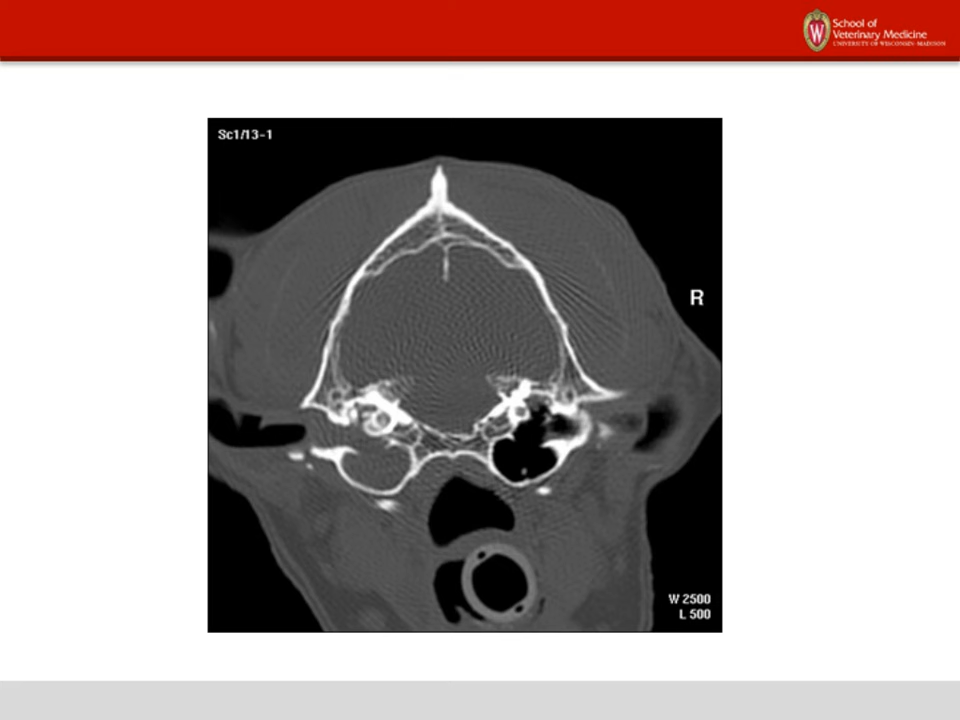 School of
Veterinary Medicine
UNIVERSITY OF WISCONSIN-MADISON
W
Sc1/13-1
R
W 2500
L 500